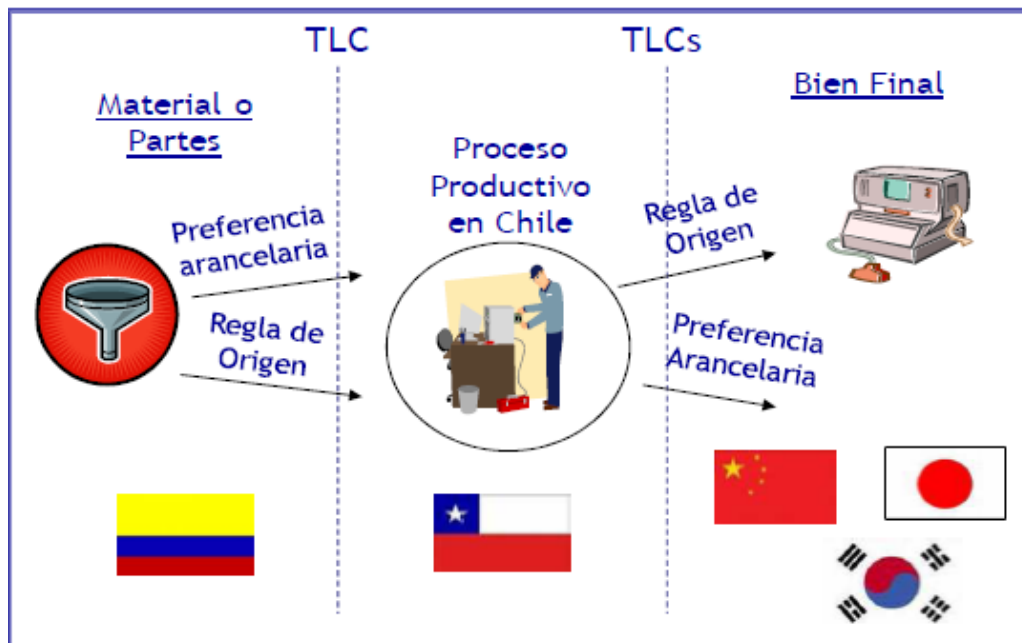 TLC
TLCs
Material o
Partes
Bien Final
Proceso
Productivo
en Chile
Preferencia
arancelaria
Regla de
Origen
Regla de
Origen
Preferencia
Arancelaria